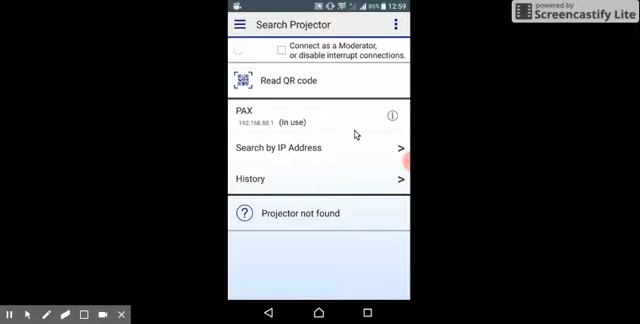 powered by
Screencastify Lite
86% 12:59
Search Projector
Connect as a Moderator,
or disable interrupt connections.
Read QR code
PAX
192.168.88.1 (In use)
Search by IP Address >
History >
? Projector not found